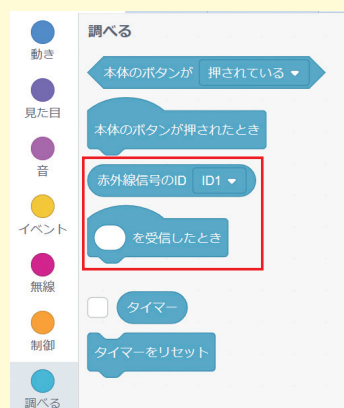 動き
見た目
音
イベント
無線
制御
調べる
調べる
本体のボタンが 押されている
本体のボタンが押されたとき
赤外線信号のID ID1
を受信したとき
タイマー
タイマーをリセット